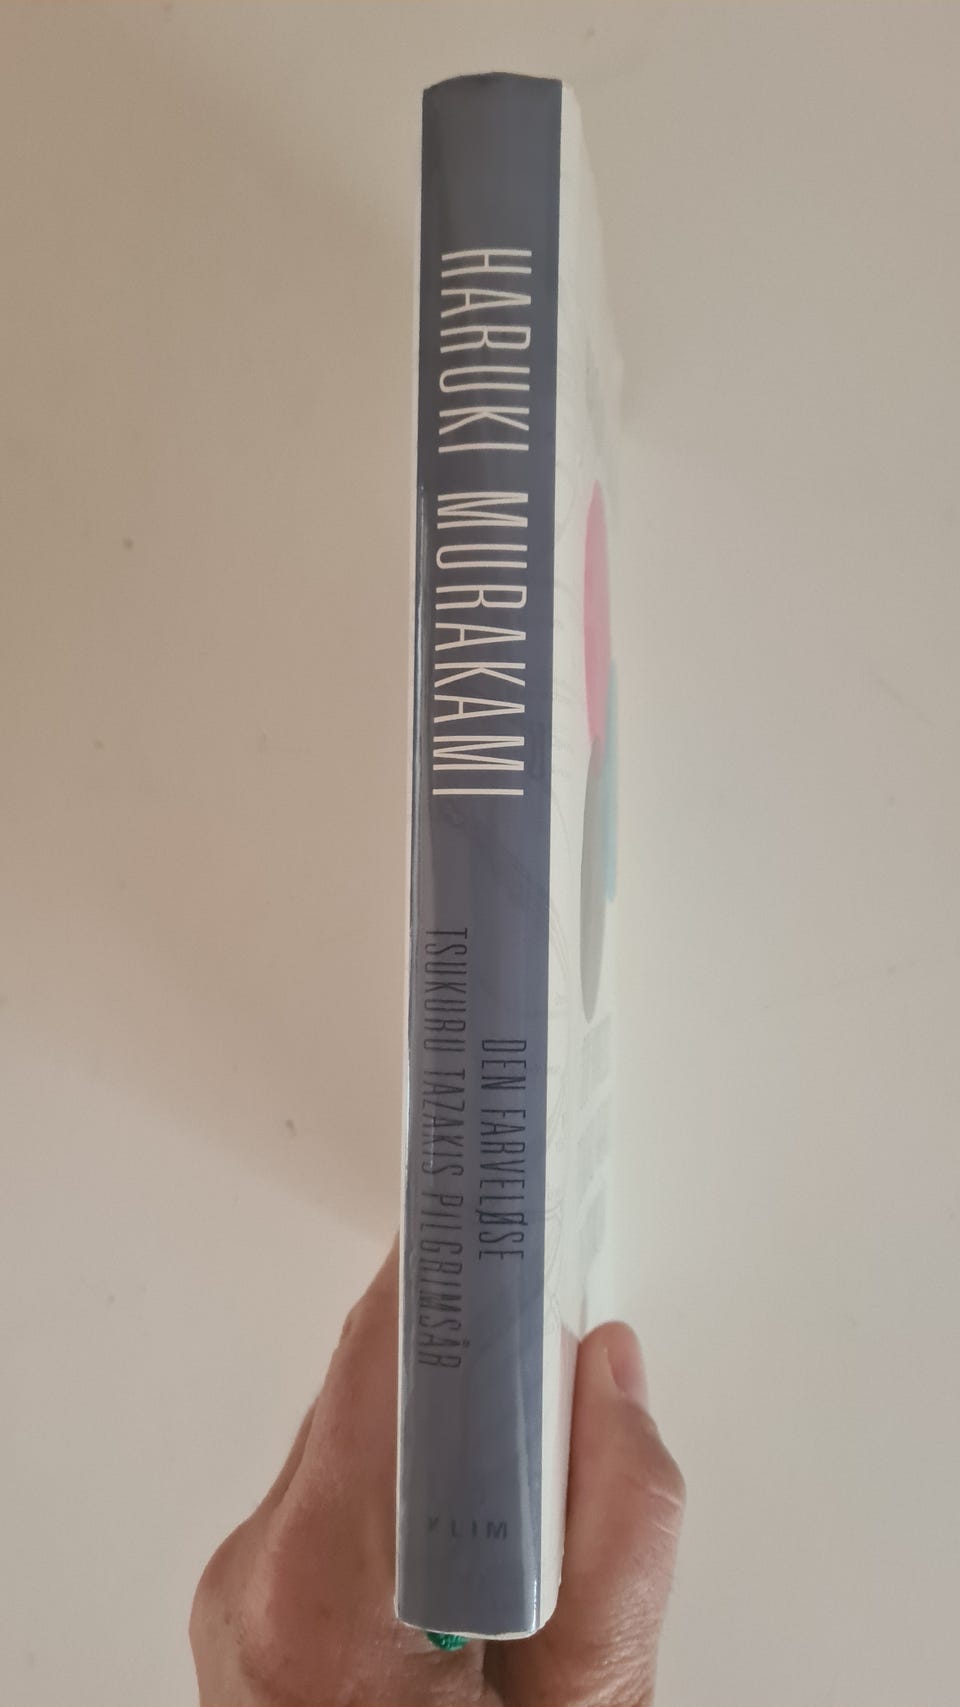 HARUKI MURAKAMI
DEN FARVELØSE
TSUKURU TAZAKIS PILGRIMSÅR
KLIM